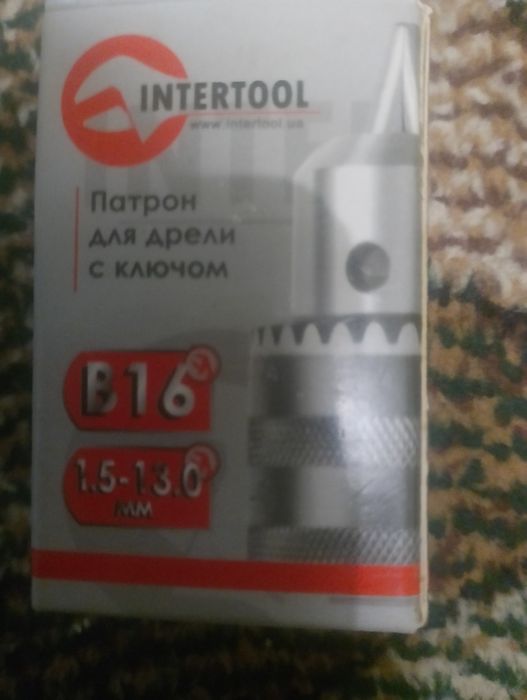 INTERTOOL
www.intertool.ua
Патрон
для дрели
с ключом
B16
1.5-13.0
мм